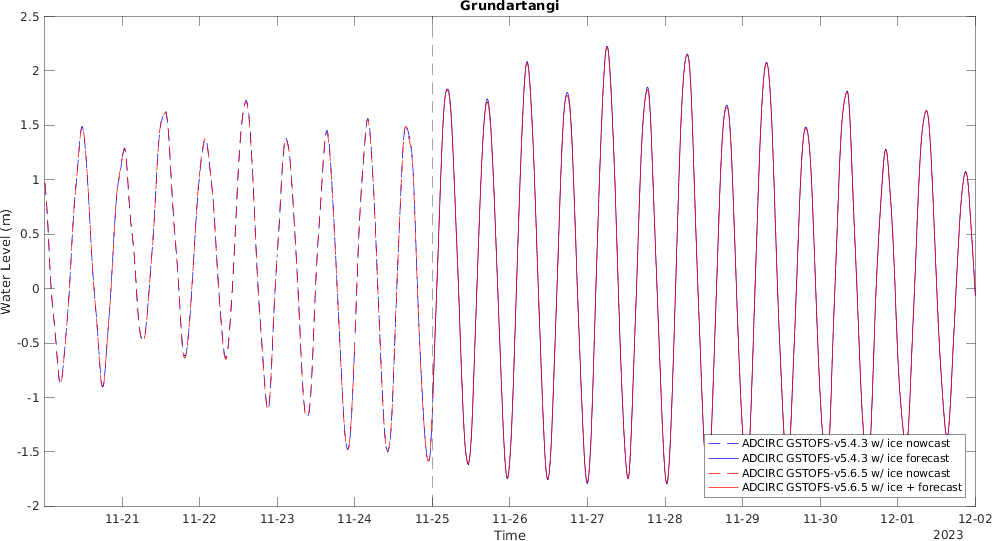 Grundartangi
2.5
2
1.5
1
0.5
0
-0.5
-1
-1.5
-2
Water Level (m)
ADCIRC GSTOFS-v5.4.3 w/ ice nowcast
ADCIRC GSTOFS-v5.4.3 w/ ice forecast
ADCIRC GSTOFS-v5.6.5 w/ ice nowcast
ADCIRC GSTOFS-v5.6.5 w/ ice + forecast
11-21 11-22 11-23 11-24 11-25 11-26 11-27 11-28 11-29 11-30 12-01 12-02
Time
2023